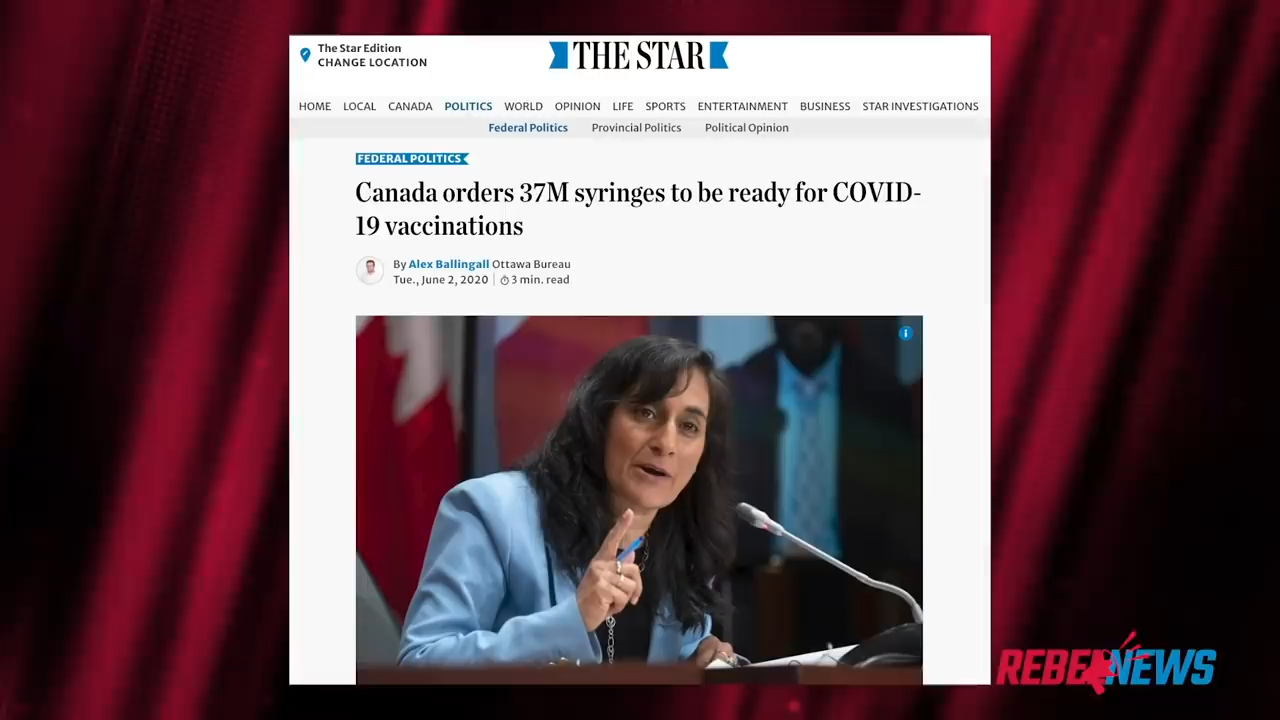 The Star Edition
CHANGE LOCATION
THE STAR
HOME LOCAL CANADA POLITICS WORLD OPINION LIFE SPORTS ENTERTAINMENT BUSINESS STAR INVESTIGATIONS
Federal Politics Provincial Politics Political Opinion
FEDERAL POLITICS
Canada orders 37M syringes to be ready for COVID-
19 vaccinations
By Alex Ballingall Ottawa Bureau
Tue., June 2, 2020 | 3 min. read
i
REBEL NEWS